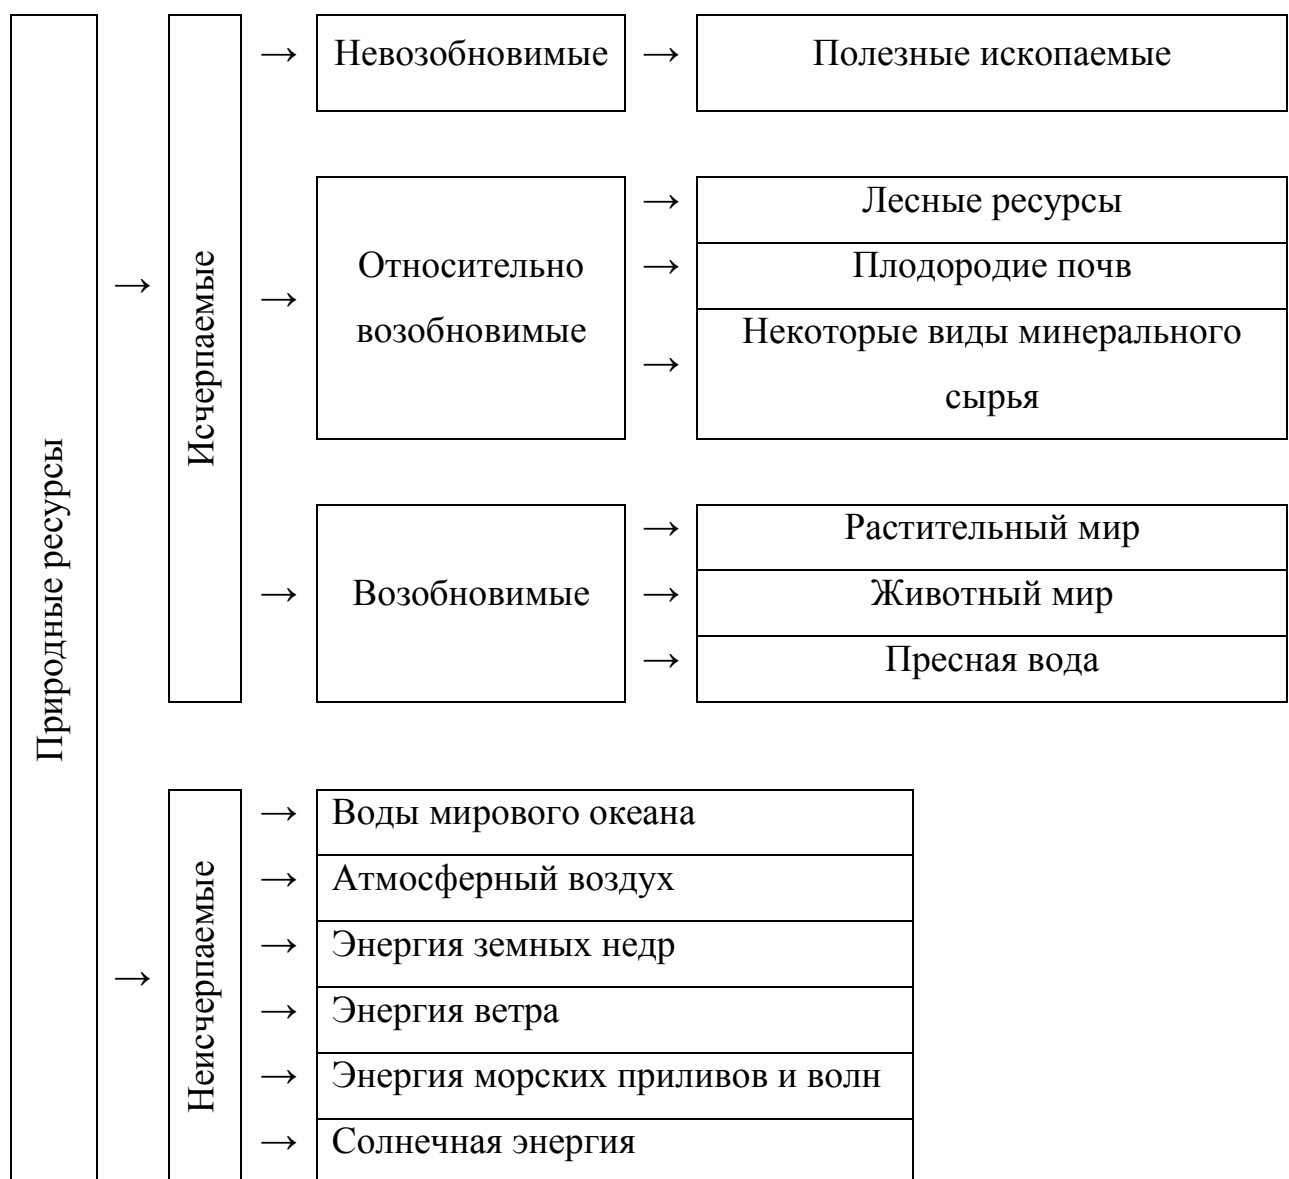 Природные ресурсы
→
Исчерпаемые
→ Невозобновимые → Полезные ископаемые
→ Относительно
возобновимые
→ Лесные ресурсы
→ Плодородие почв
→ Некоторые виды минерального
сырья
→ Возобновимые
→ Растительный мир
→ Животный мир
→ Пресная вода
→
Неисчерпаемые
→ Воды мирового океана
→ Атмосферный воздух
→ Энергия земных недр
→ Энергия ветра
→ Энергия морских приливов и волн
→ Солнечная энергия